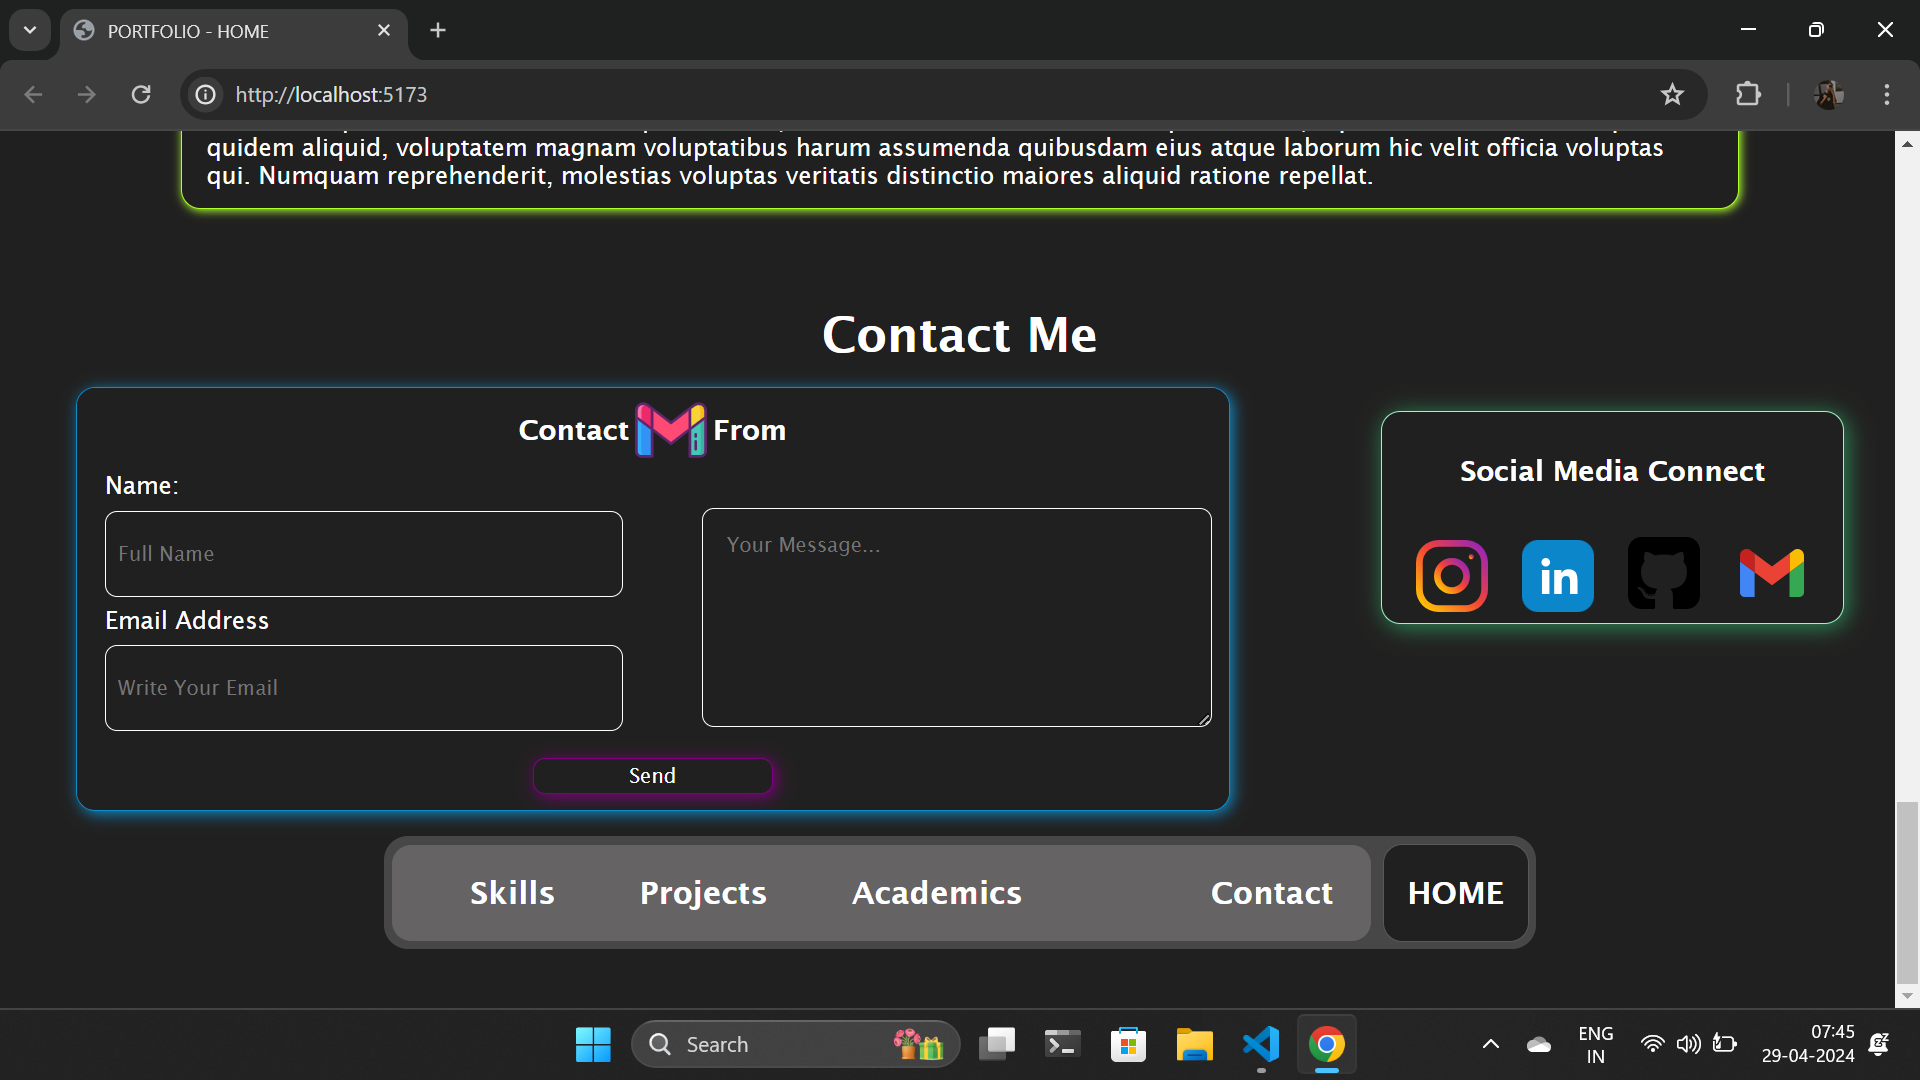 PORTFOLIO - HOME
http://localhost:5173
quidem aliquid, voluptatem magnam voluptatibus harum assumenda quibusdam eius atque laborum hic velit officia voluptas
qui. Numquam reprehenderit, molestias voluptas veritatis distinctio maiores aliquid ratione repellat.
Contact Me
Contact From
Name:
Full Name
Email Address
Write Your Email
Your Message...
Send
Social Media Connect
in
Skills Projects Academics Contact HOME
Search
ENG
IN
07:45
29-04-2024